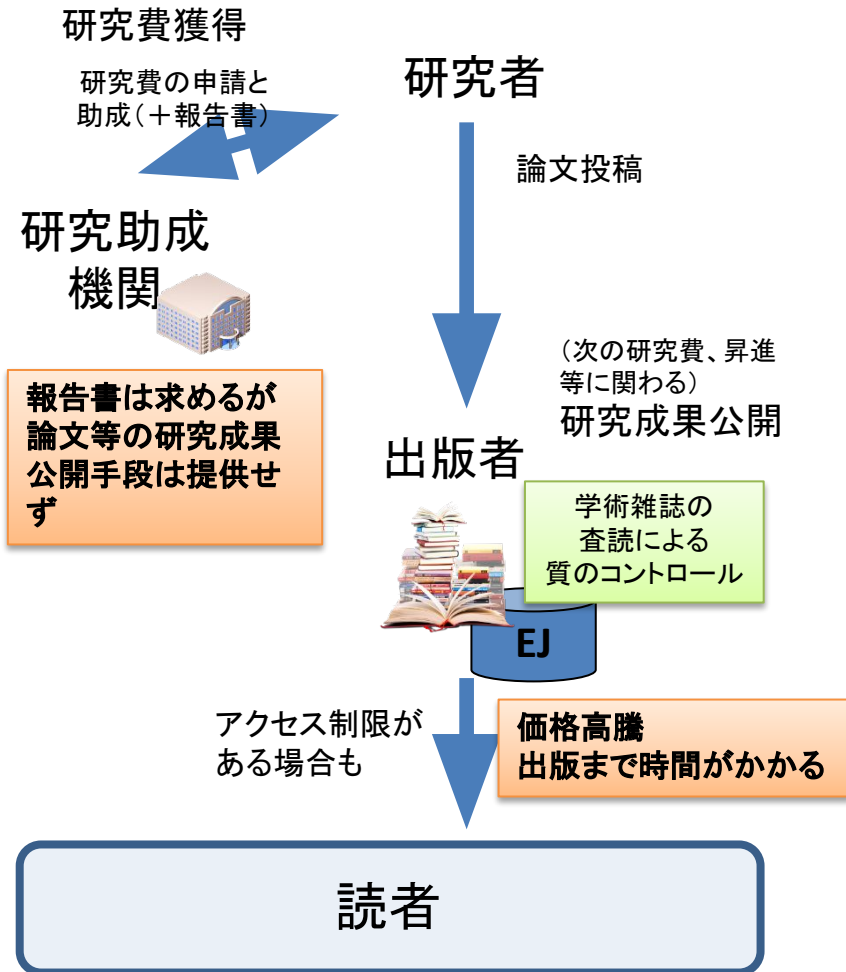 研究費獲得
研究費の申請と
助成(＋報告書)
研究者
論文投稿
研究助成
機関
報告書は求めるが
論文等の研究成果
公開手段は提供せ
ず
（次の研究費、昇進
等に関わる）
研究成果公開
出版者
学術雑誌の
査読による
質のコントロール
EJ
アクセス制限が
ある場合も
価格高騰
出版まで時間がかかる
読者